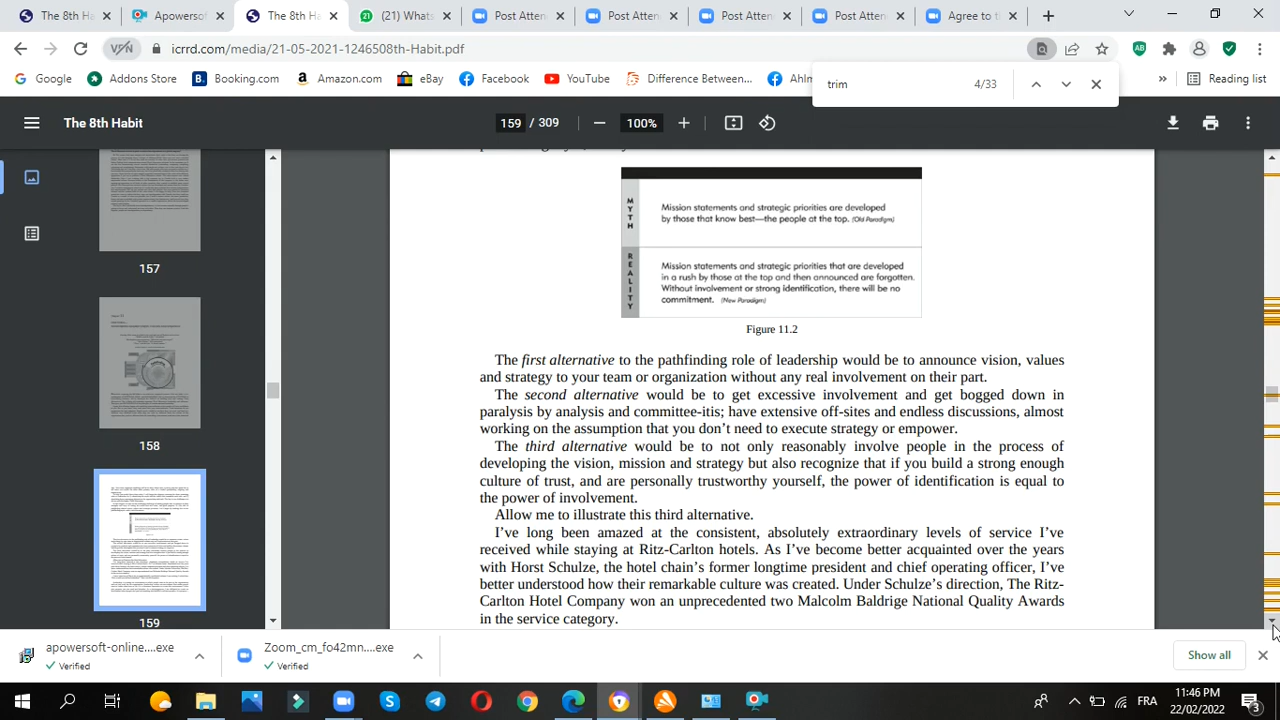 The 8th H
Apowersof
The 8th H
(21) Whats
Post Atten
Post Atten
Post Atten
Post Atten
Agree to t
VPN
icrrd.com/media/21-05-2021-1246508th-Habit.pdf
Google
Addons Store
Booking.com
Amazon.com
eBay
Facebook
YouTube
Difference Between...
Ahlm
»
Reading list
trim
4/33
The 8th Habit
159 / 309
100%
157
158
159
MYTH
Mission statements and strategic priorities are developed
by those that know best—the people at the top. (Old Paradigm)
REALITY
Mission statements and strategic priorities that are developed
in a rush by those at the top and then announced are forgotten.
Without involvement or strong identification, there will be no
commitment. (New Paradigm)
Figure 11.2
The first alternative to the pathfinding role of leadership would be to announce vision, values
and strategy to your team or organization without any real involvement on their part.
The second alternative would be to get excessive involvement and get bogged down in
paralysis by analysis and committee-itis; have extensive off-sites and endless discussions, almost
working on the assumption that you don't need to execute strategy or empower.
The third alternative would be to not only reasonably involve people in the process of
developing the vision, mission and strategy but also recognize that if you build a strong enough
culture of trust, and are personally trustworthy yourself, the power of identification is equal to
the power of involvement.
Allow me to illustrate this third alternative.
I've long been amazed at the consistent, absolutely extraordinary levels of service I've
received while staying at Ritz-Carlton hotels. As I've become better acquainted over the years
with Horst Schulze, the hotel chain's former longtime president and chief operating officer, I've
better understood how their remarkable culture was created. Under Schulze's direction, The Ritz-
Carlton Hotel Company won an unprecedented two Malcolm Baldrige National Quality Awards
in the service category.
apowersoft-online....exe
Verified
Zoom_cm_fo42mn....exe
Verified
Show all
FRA
11:46 PM
22/02/2022
3